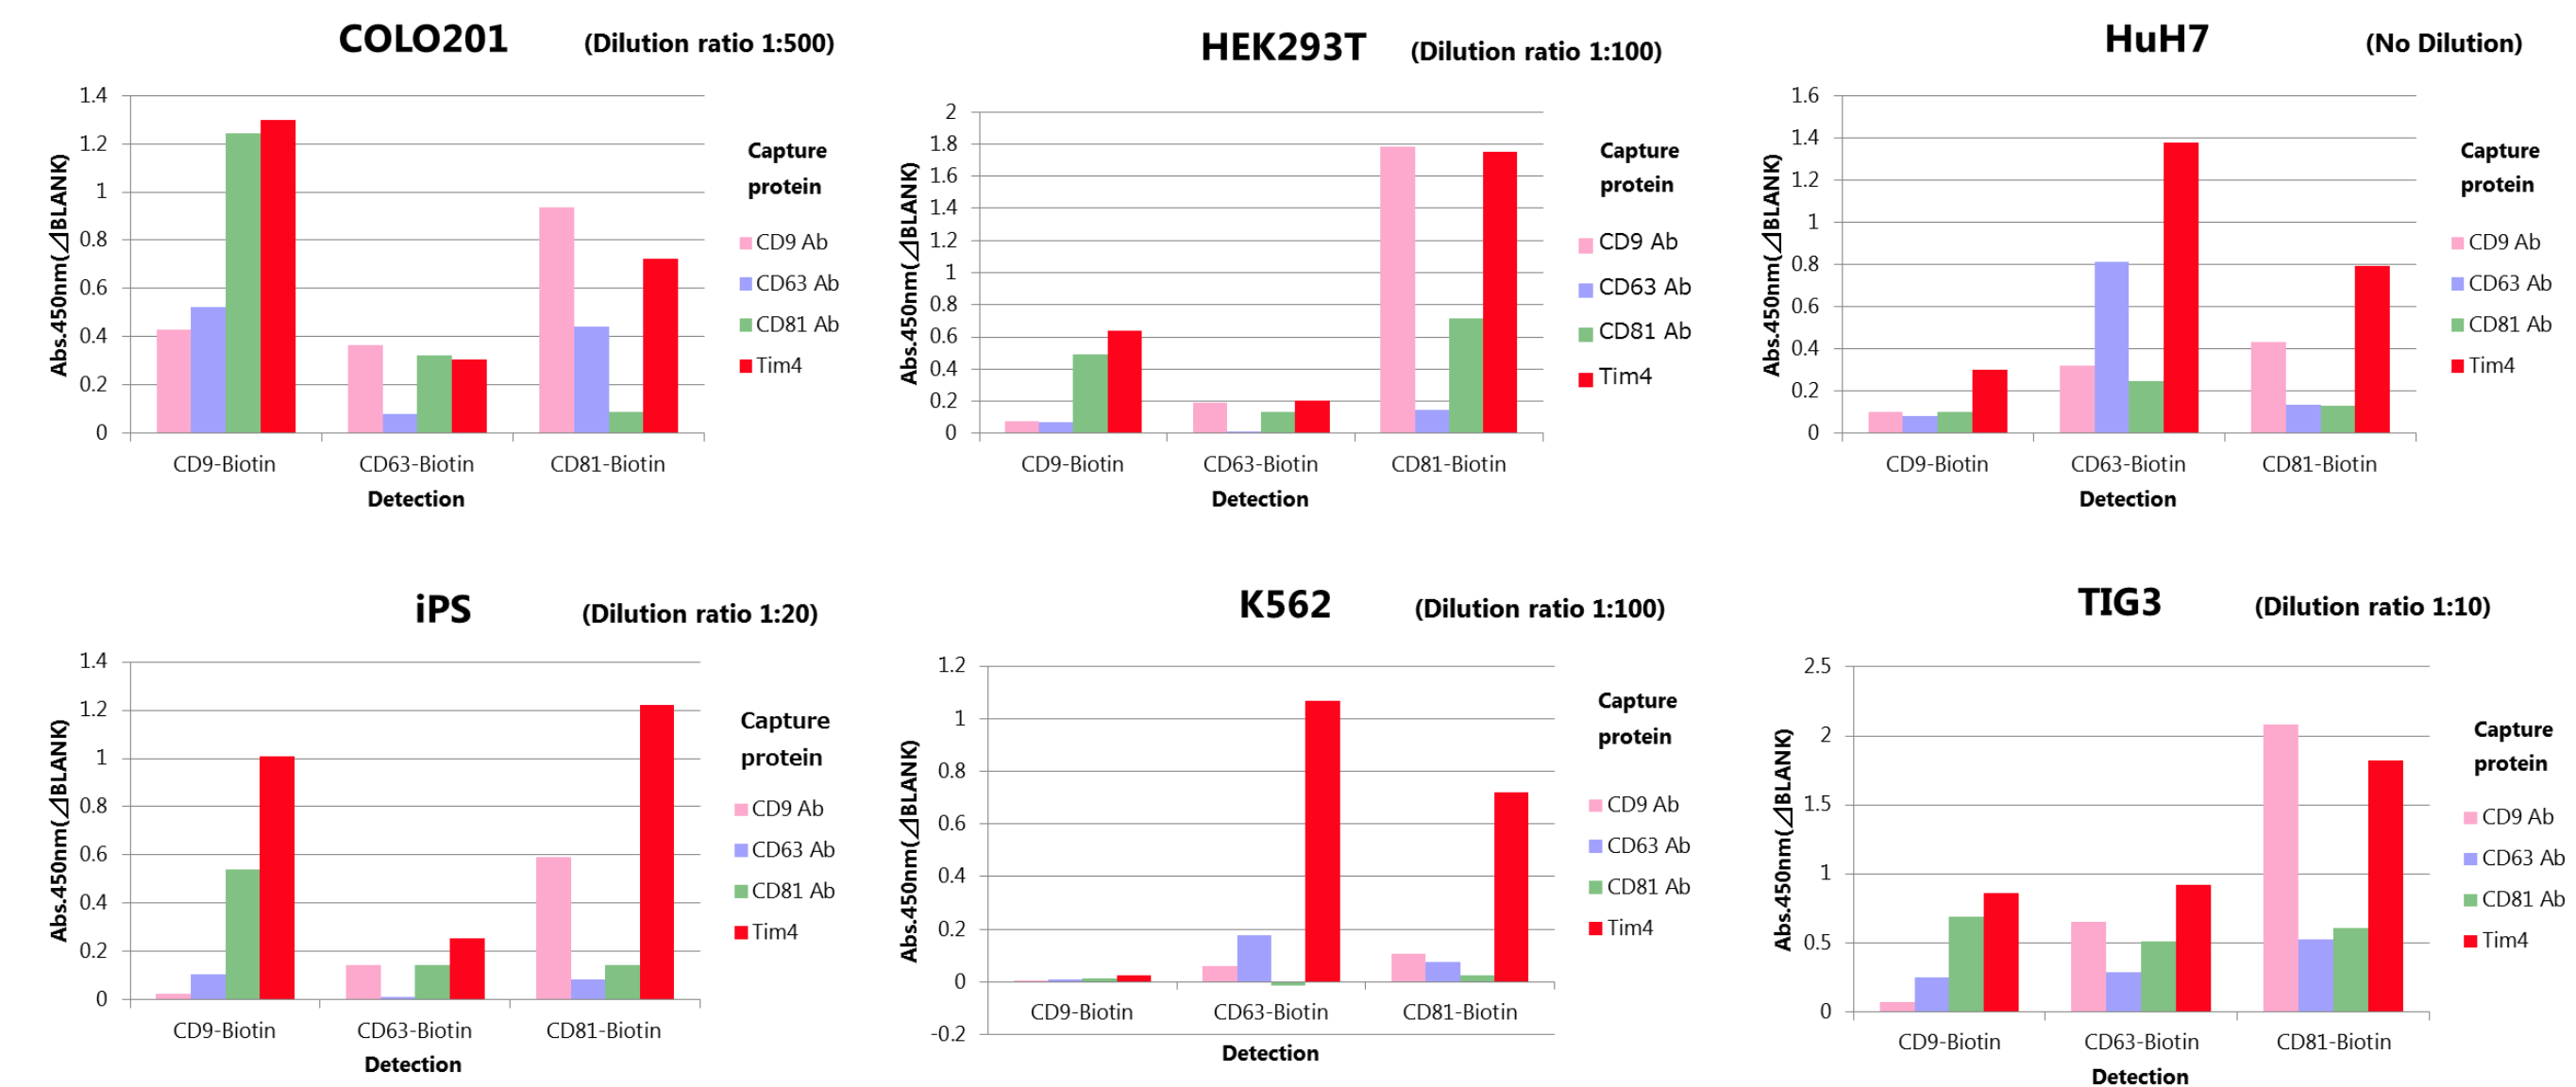 COLO201 (Dilution ratio 1:500)
Abs.450nm(⊿BLANK)
1.4
1.2
1
0.8
0.6
0.4
0.2
0
CD9-Biotin CD63-Biotin CD81-Biotin
Detection
Capture
protein
CD9 Ab
CD63 Ab
CD81 Ab
Tim4
HEK293T (Dilution ratio 1:100)
Abs.450nm(⊿BLANK)
2
1.8
1.6
1.4
1.2
1
0.8
0.6
0.4
0.2
0
CD9-Biotin CD63-Biotin CD81-Biotin
Detection
Capture
protein
CD9 Ab
CD63 Ab
CD81 Ab
Tim4
HuH7 (No Dilution)
Abs.450nm(⊿BLANK)
1.6
1.4
1.2
1
0.8
0.6
0.4
0.2
0
CD9-Biotin CD63-Biotin CD81-Biotin
Detection
Capture
protein
CD9 Ab
CD63 Ab
CD81 Ab
Tim4
iPS (Dilution ratio 1:20)
Abs.450nm(⊿BLANK)
1.4
1.2
1
0.8
0.6
0.4
0.2
0
CD9-Biotin CD63-Biotin CD81-Biotin
Detection
Capture
protein
CD9 Ab
CD63 Ab
CD81 Ab
Tim4
K562 (Dilution ratio 1:100)
Abs.450nm(⊿BLANK)
1.2
1
0.8
0.6
0.4
0.2
0
-0.2
CD9-Biotin CD63-Biotin CD81-Biotin
Detection
Capture
protein
CD9 Ab
CD63 Ab
CD81 Ab
Tim4
TIG3 (Dilution ratio 1:10)
Abs.450nm(⊿BLANK)
2.5
2
1.5
1
0.5
0
CD9-Biotin CD63-Biotin CD81-Biotin
Detection
Capture
protein
CD9 Ab
CD63 Ab
CD81 Ab
Tim4